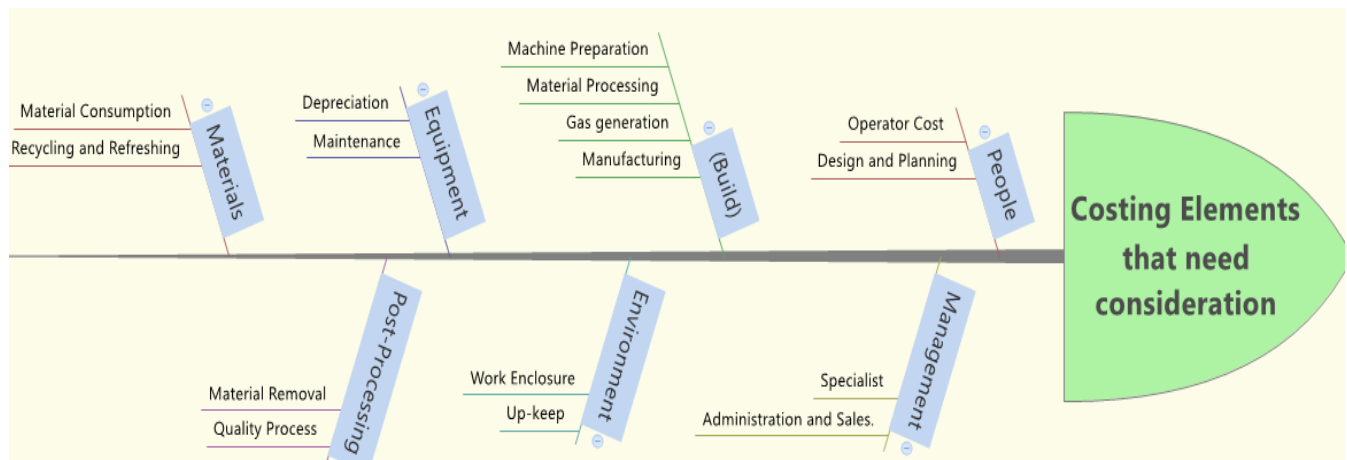 Machine Preparation
Material Processing
Gas generation
Manufacturing
(Build)
Material Consumption
Recycling and Refreshing
Materials
Depreciation
Maintenance
Equipment
Operator Cost
Design and Planning
People
Costing Elements
that need
consideration
Material Removal
Quality Process
Post-Processing
Work Enclosure
Up-keep
Environment
Specialist
Administration and Sales.
Management